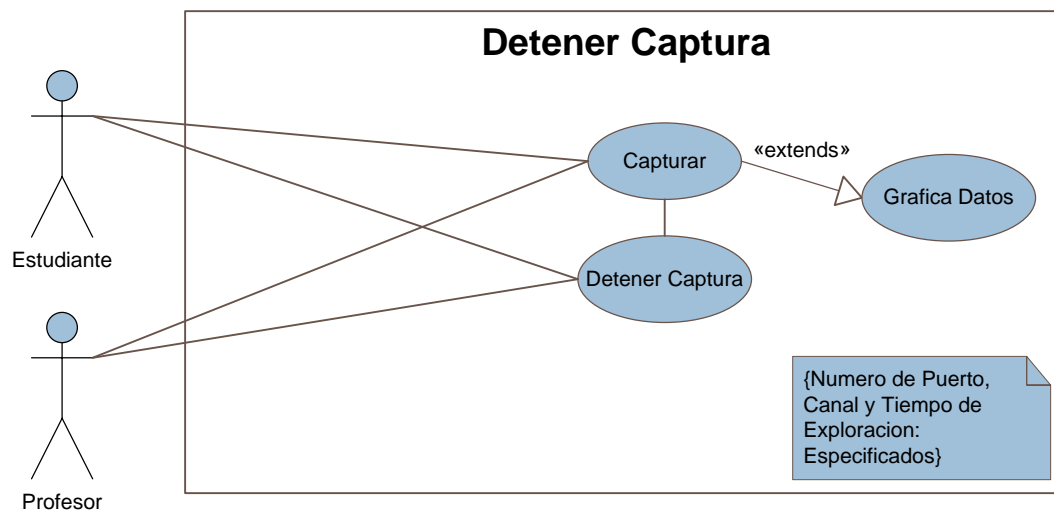 Detener Captura
Estudiante
Profesor
Capturar
«extends»
Grafica Datos
Detener Captura
{Numero de Puerto,
Canal y Tiempo de
Exploracion:
Especificados}